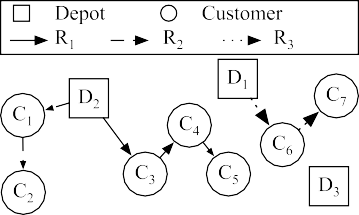 Depot Customer
R1 R2 R3
D1
C7
D2
C1
C4
C6
C3 C5
C2
D3